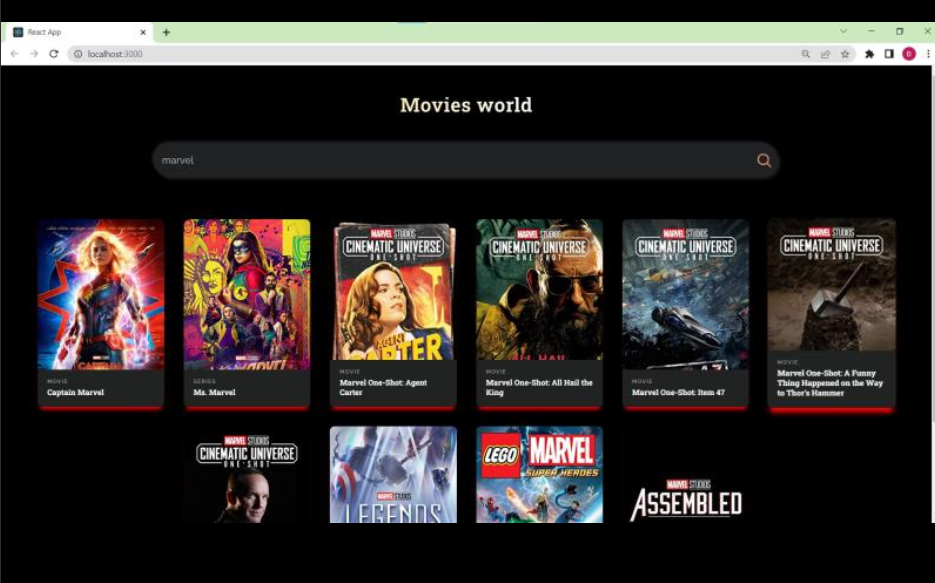 React App
localhost:3000
B
Movies world
marvel
MARVEL STUDIOS
CINEMATIC UNIVERSE
ONE-SHOT
AGENT
CARTER
MARVEL STUDIOS
CINEMATIC UNIVERSE
ONE-SHOT
ALL HAIL
MARVEL STUDIOS
CINEMATIC UNIVERSE
ONE-SHOT
MARVEL STUDIOS
CINEMATIC UNIVERSE
ONE-SHOT
MOVIE
Captain Marvel
SERIES
Ms. Marvel
MOVIE
Marvel One-Shot: Agent
Carter
MOVIE
Marvel One-Shot: All Hail the
King
MOVIE
Marvel One-Shot: Item 47
MOVIE
Marvel One-Shot: A Funny
Thing Happened on the Way
to Thor's Hammer
MARVEL STUDIOS
CINEMATIC UNIVERSE
ONE-SHOT
MARVEL STUDIOS
LEGENDS
LEGO MARVEL
SUPER HEROES
MARVEL STUDIOS
ASSEMBLED